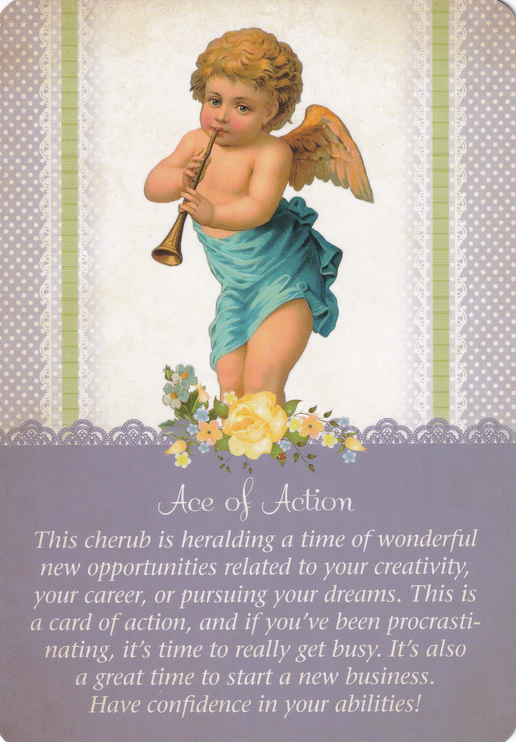 Ace of Action
This cherub is heralding a time of wonderful
new opportunities related to your creativity,
your career, or pursuing your dreams. This is
a card of action, and if you've been procrasti-
nating, it's time to really get busy. It's also
a great time to start a new business.
Have confidence in your abilities!